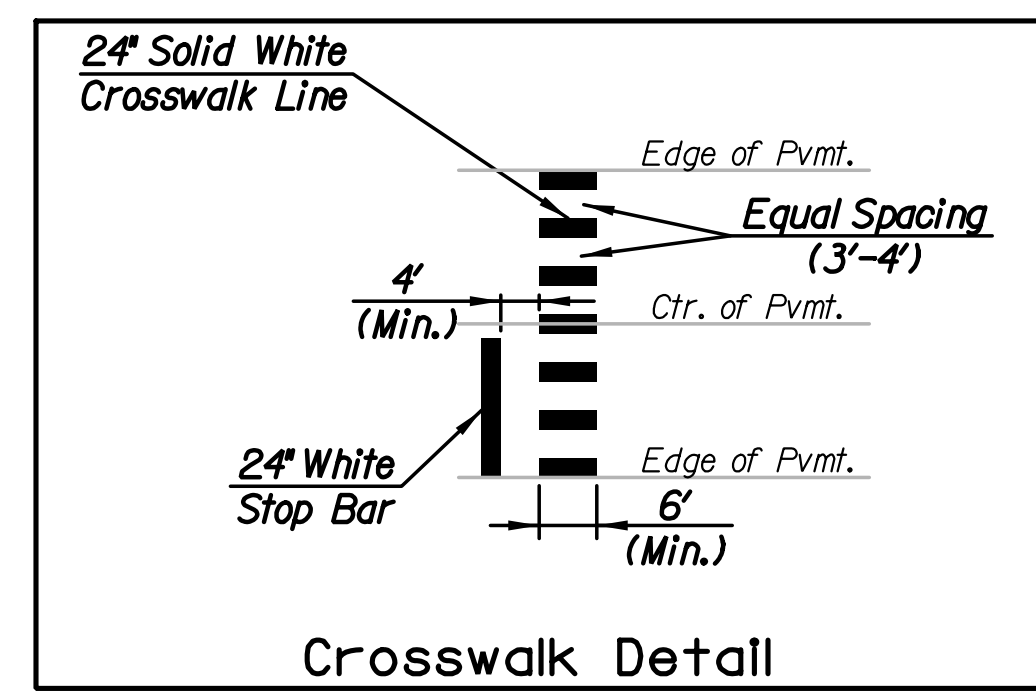 24" Solid White
Crosswalk Line
Edge of Pvmt.
Equal Spacing
(3'-4')
4'
(Min.)
Ctr. of Pvmt.
24" White
Stop Bar
Edge of Pvmt.
6'
(Min.)
Crosswalk Detail